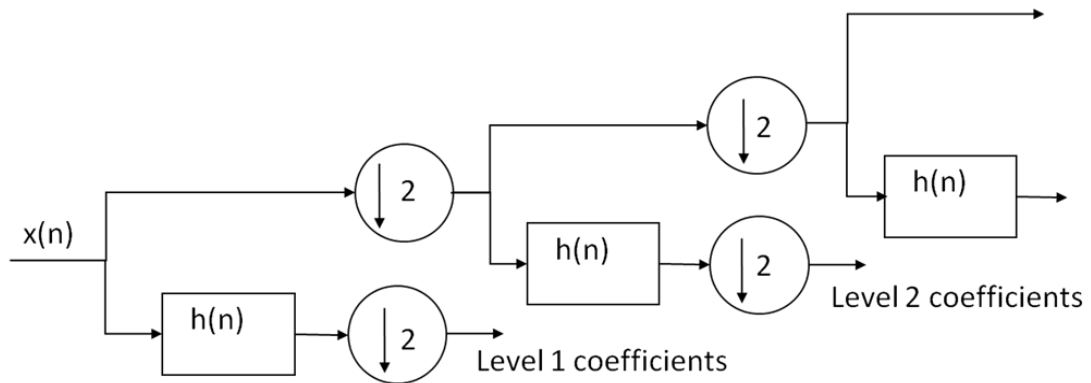 2
h(n)
2
x(n)
h(n)
2
Level 2 coefficients
h(n)
2
Level 1 coefficients